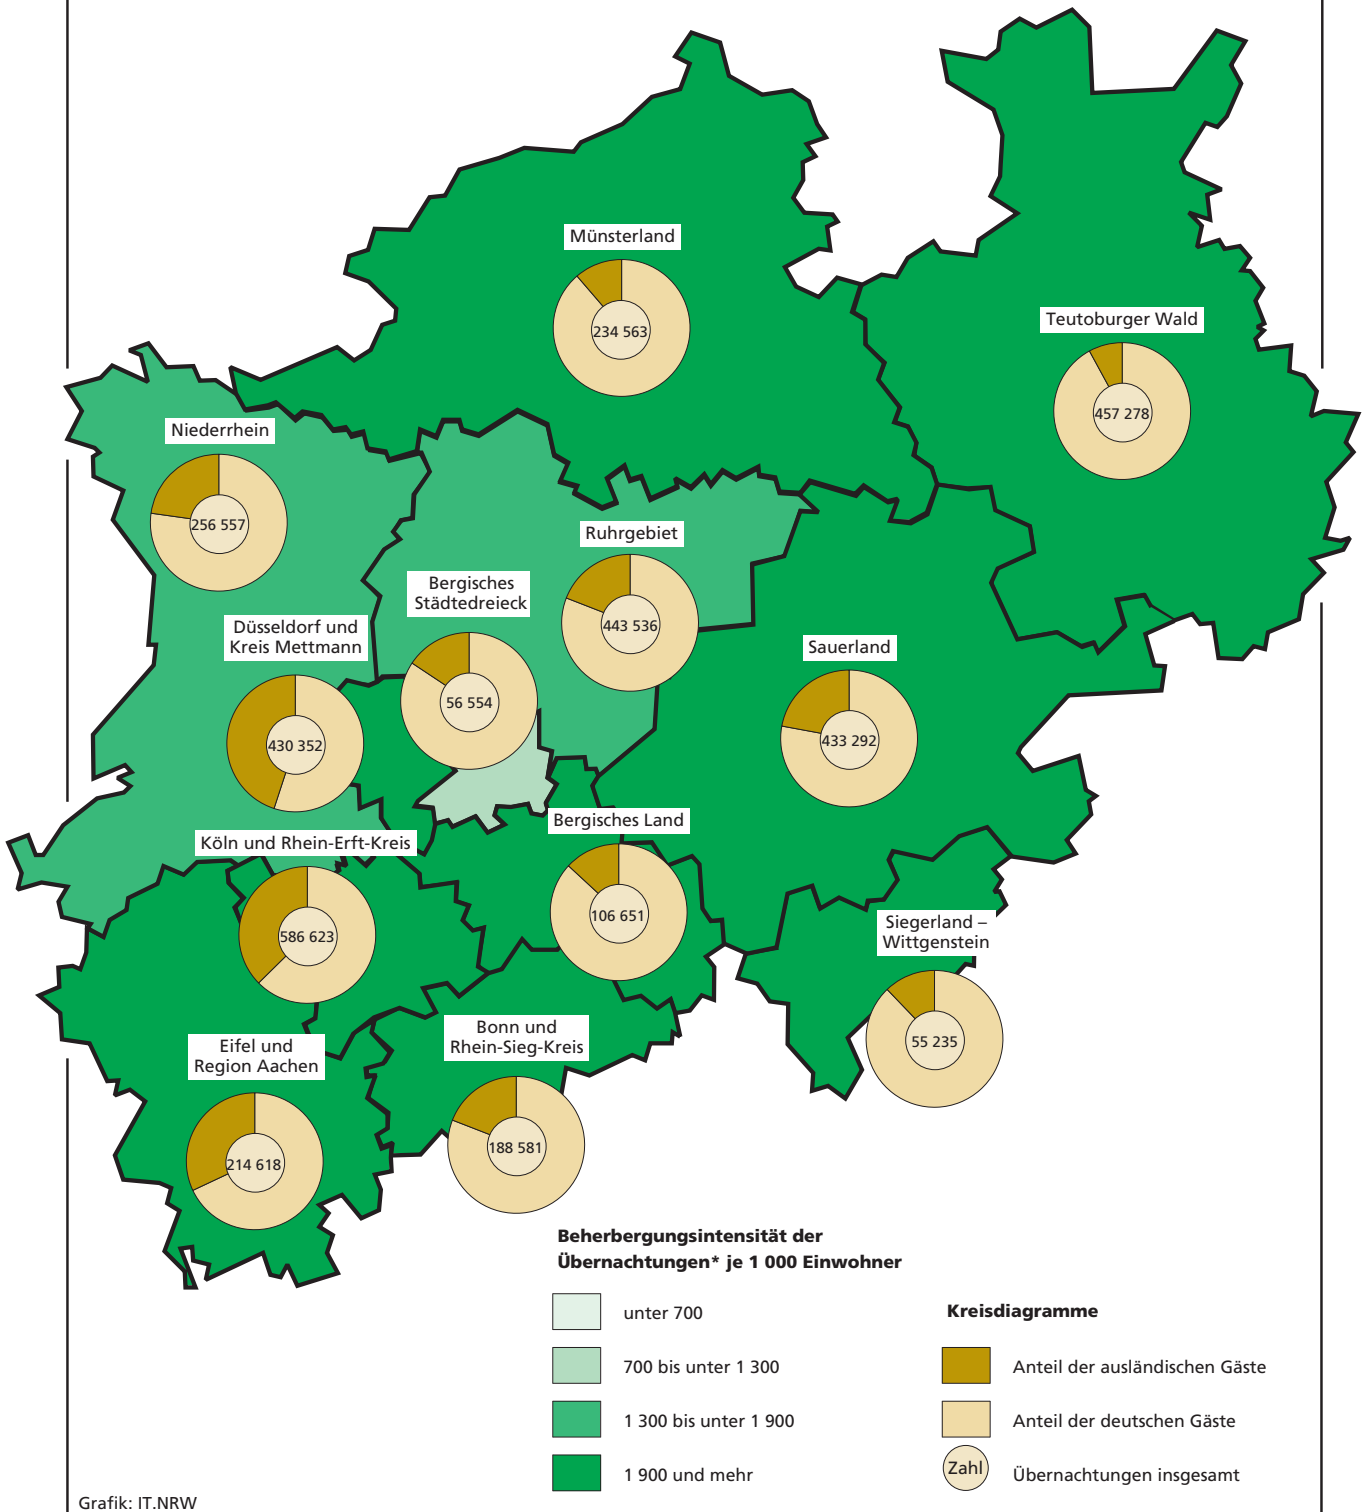 Münsterland
234 563
Teutoburger Wald
457 278
Niederrhein
256 557
Ruhrgebiet
443 536
Bergisches
Städtedreieck
56 554
Düsseldorf und
Kreis Mettmann
430 352
Sauerland
433 292
Bergisches Land
106 651
Köln und Rhein-Erft-Kreis
586 623
Siegerland –
Wittgenstein
55 235
Bonn und
Rhein-Sieg-Kreis
188 581
Eifel und
Region Aachen
214 618
Beherbergungsintensität der
Übernachtungen* je 1 000 Einwohner
unter 700
700 bis unter 1 300
1 300 bis unter 1 900
1 900 und mehr
Kreisdiagramme
Anteil der ausländischen Gäste
Anteil der deutschen Gäste
Zahl
Übernachtungen insgesamt
Grafik: IT.NRW